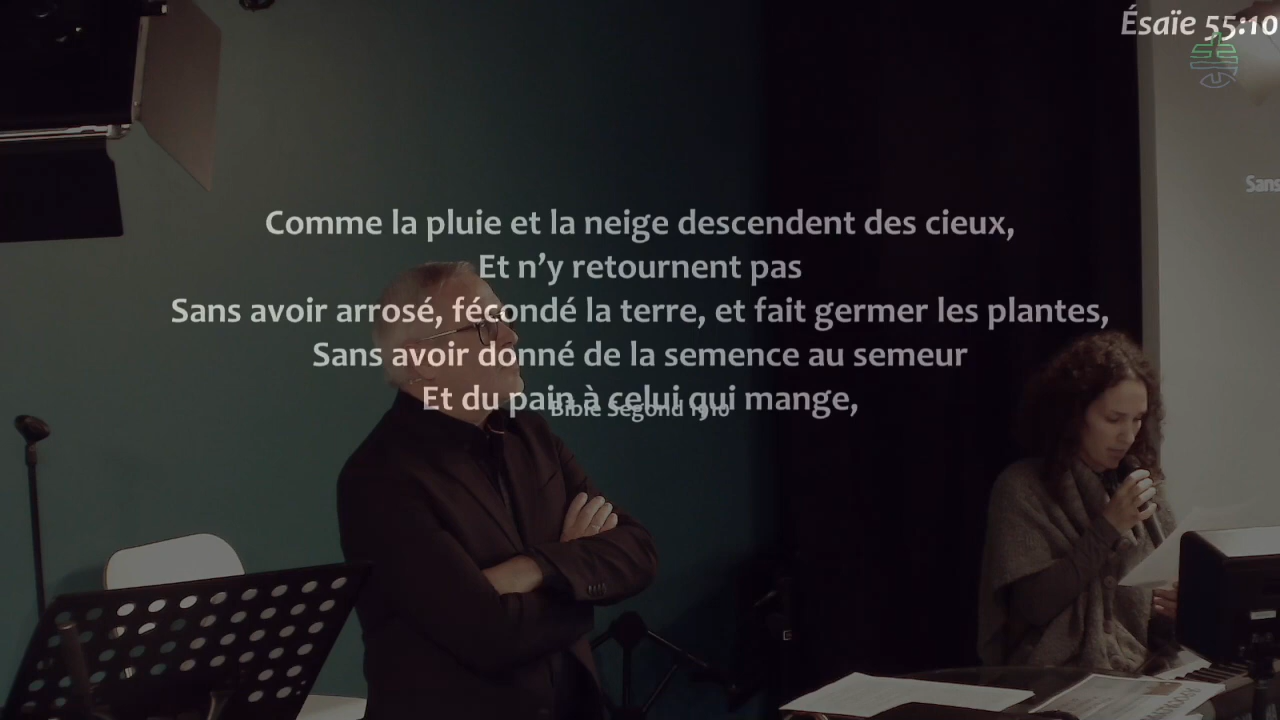 Ésaïe 55:10
Sans
Comme la pluie et la neige descendent des cieux,
Et n’y retournent pas
Sans avoir arrosé, fécondé la terre, et fait germer les plantes,
Sans avoir donné de la semence au semeur
Et du pain à celui qui mange,
Bible Segond 1910